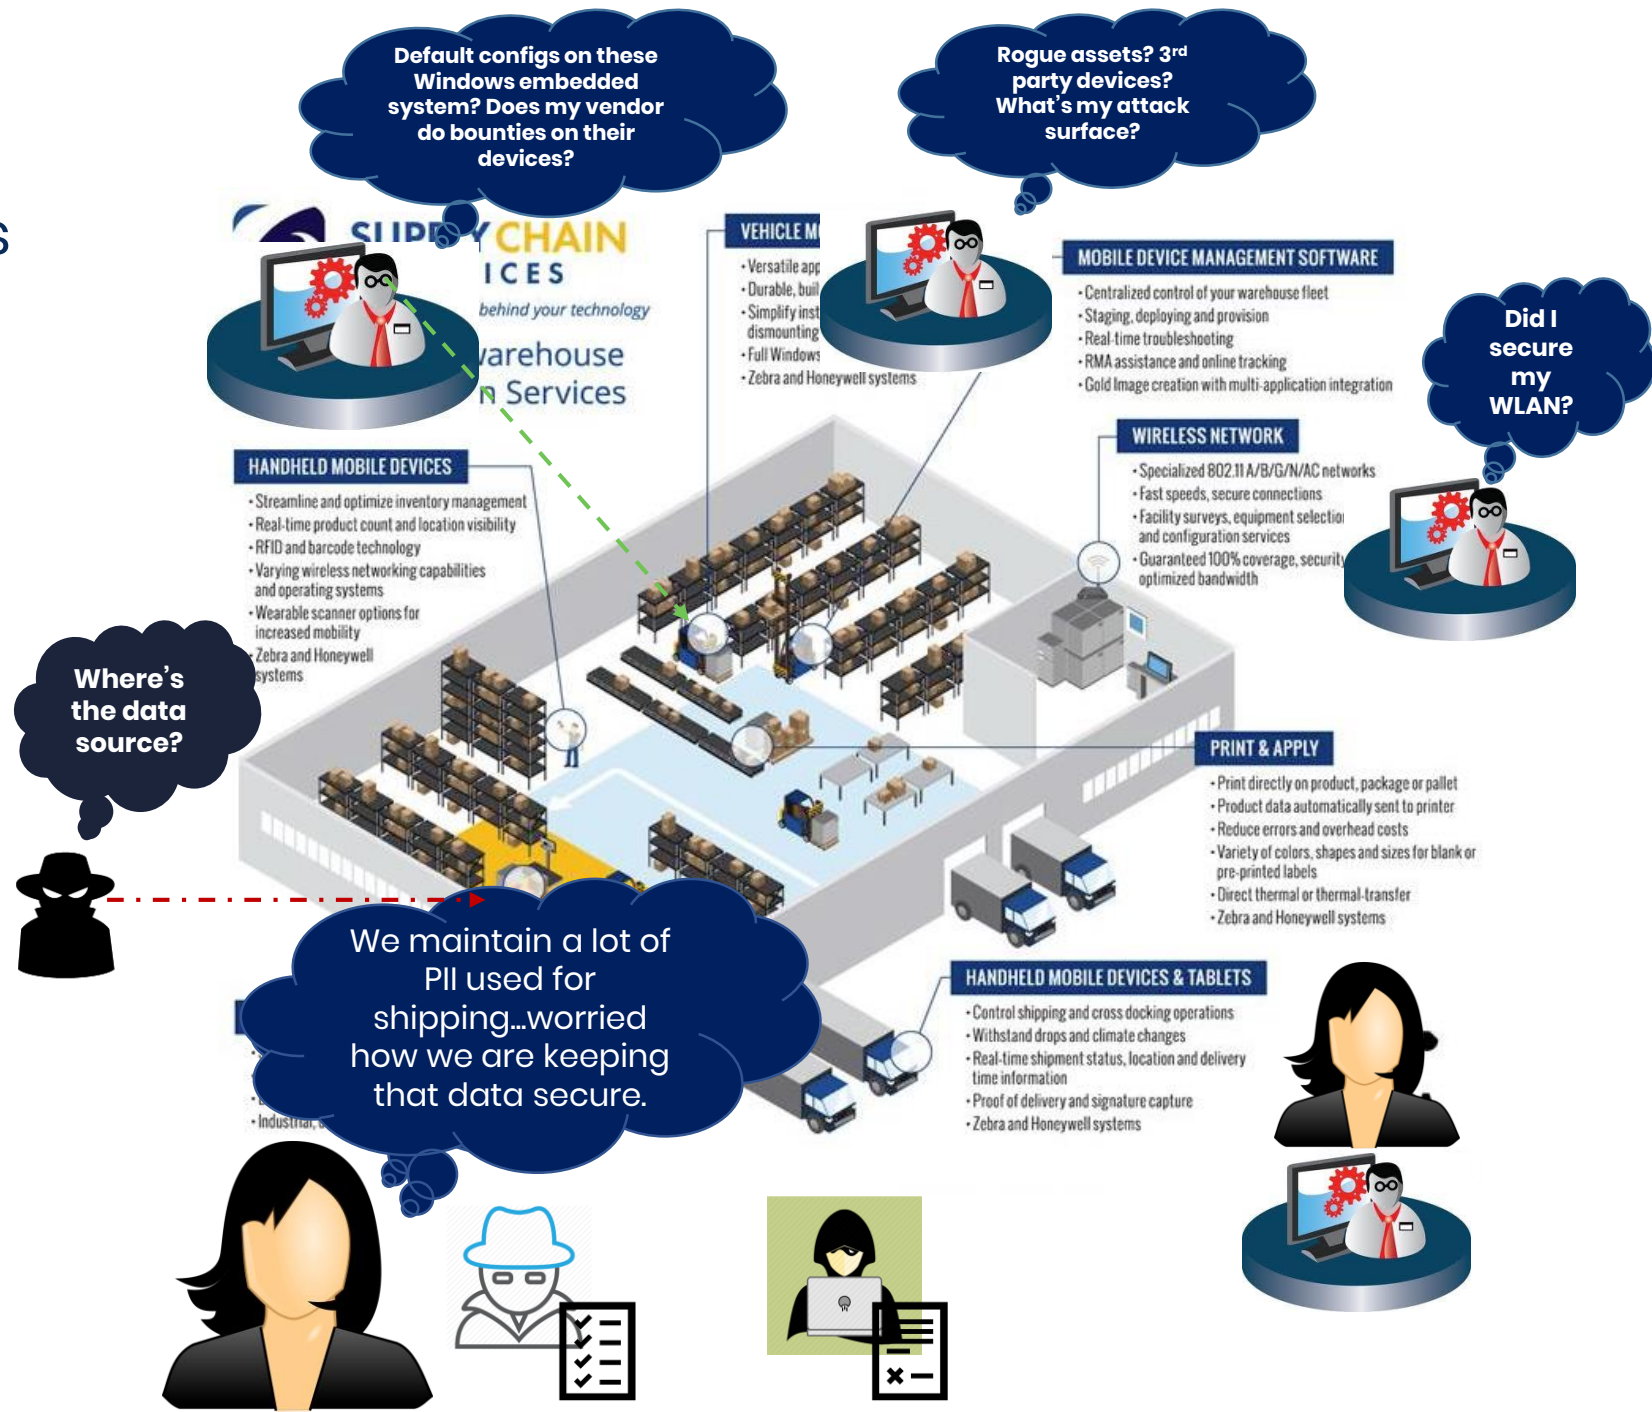 Default configs on these
Windows embedded
system? Does my vendor
do bounties on their
devices?
Rogue assets? 3rd
party devices?
What's my attack
surface?
S
SUPPLY CHAIN
ICES
behind your technology
warehouse
n Services
VEHICLE M
• Versatile app
• Durable, buil
• Simplify inst
dismounting
• Full Windows
• Zebra and Honeywell systems
MOBILE DEVICE MANAGEMENT SOFTWARE
• Centralized control of your warehouse fleet
• Staging, deploying and provision
• Real-time troubleshooting
• RMA assistance and online tracking
• Gold Image creation with multi-application integration
Did I
secure
my
WLAN?
WIRELESS NETWORK
• Specialized 802.11 A/B/G/N/AC networks
• Fast speeds, secure connections
• Facility surveys, equipment selection
and configuration services
• Guaranteed 100% coverage, security
optimized bandwidth
HANDHELD MOBILE DEVICES
• Streamline and optimize inventory management
• Real-time product count and location visibility
• RFID and barcode technology
• Varying wireless networking capabilities
and operating systems
• Wearable scanner options for
increased mobility
• Zebra and Honeywell
systems
Where's
the data
source?
PRINT & APPLY
• Print directly on product, package or pallet
• Product data automatically sent to printer
• Reduce errors and overhead costs
• Variety of colors, shapes and sizes for blank or
pre-printed labels
• Direct thermal or thermal-transfer
• Zebra and Honeywell systems
We maintain a lot of
PII used for
shipping...worried
how we are keeping
that data secure.
• Industrial,
HANDHELD MOBILE DEVICES & TABLETS
• Control shipping and cross docking operations
• Withstand drops and climate changes
• Real-time shipment status, location and delivery
time information
• Proof of delivery and signature capture
• Zebra and Honeywell systems